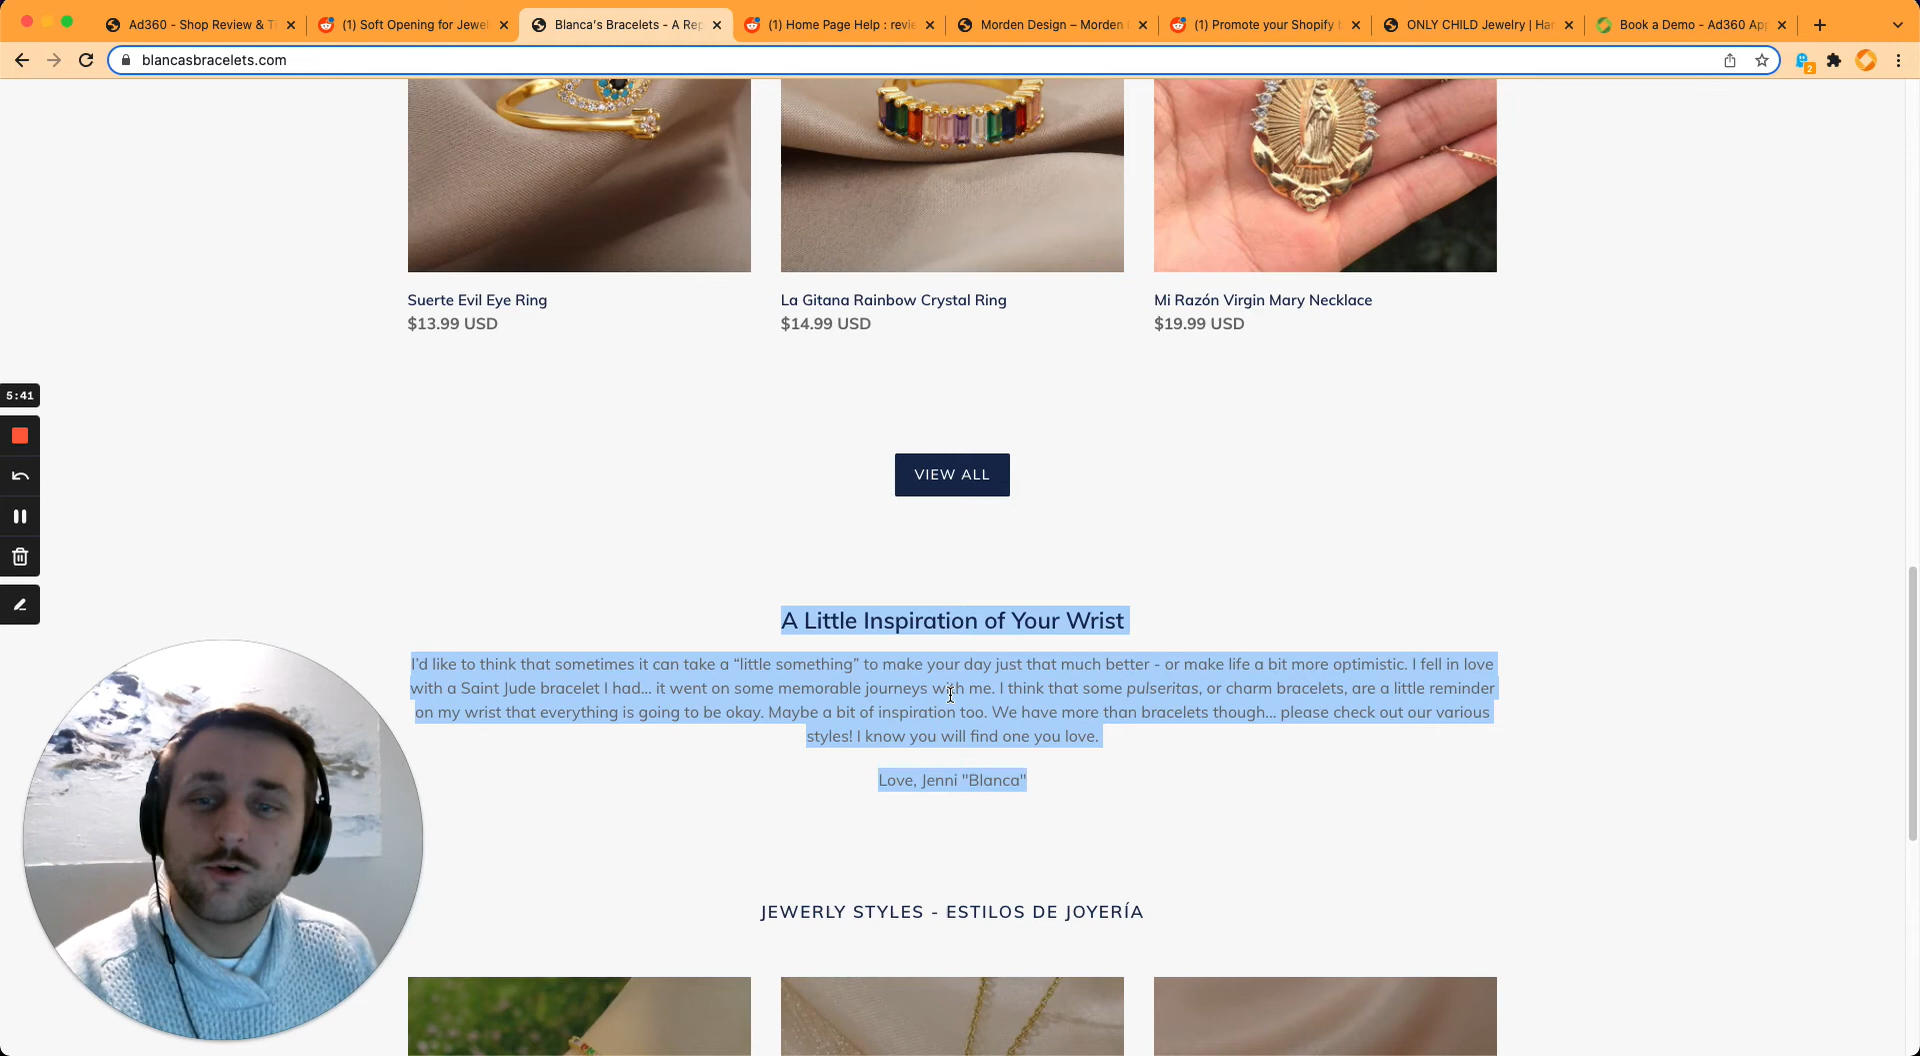 Ad360 - Shop Review & Ti
(1) Soft Opening for Jewel
Blanca's Bracelets - A Rep
(1) Home Page Help : revie
Morden Design – Morden
(1) Promote your Shopify b
ONLY CHILD Jewelry | Han
Book a Demo - Ad360 App
blancasbracelets.com
2
Suerte Evil Eye Ring
$13.99 USD
La Gitana Rainbow Crystal Ring
$14.99 USD
Mi Razón Virgin Mary Necklace
$19.99 USD
5:41
VIEW ALL
A Little Inspiration of Your Wrist
I'd like to think that sometimes it can take a “little something” to make your day just that much better - or make life a bit more optimistic. I fell in love
with a Saint Jude bracelet I had... it went on some memorable journeys with me. I think that some pulseritas, or charm bracelets, are a little reminder
on my wrist that everything is going to be okay. Maybe a bit of inspiration too. We have more than bracelets though... please check out our various
styles! I know you will find one you love.
Love, Jenni "Blanca"
JEWERLY STYLES - ESTILOS DE JOYERÍA